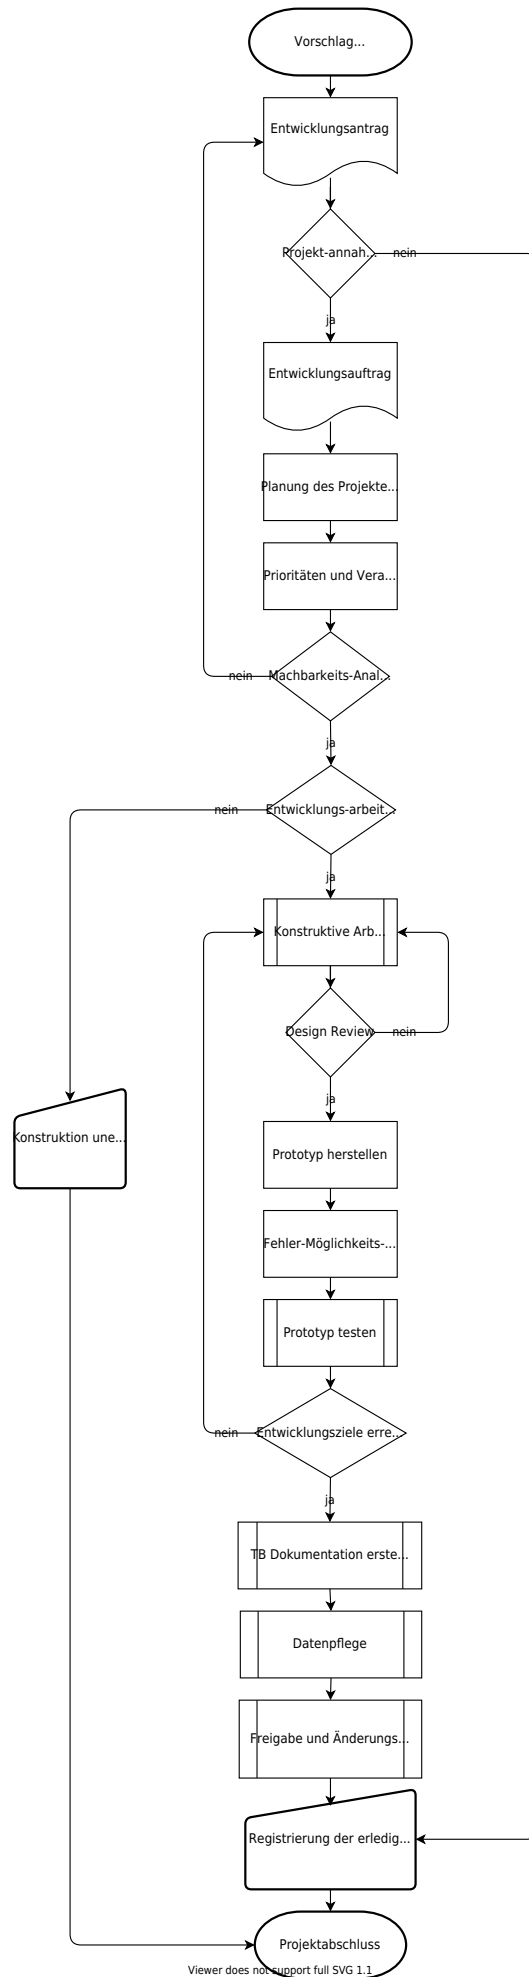 Vorschlag...
Entwicklungsantrag
Projekt-annah...
nein
ja
Entwicklungsauftrag
Planung des Projekte...
Prioritäten und Vera...
nein
Machbarkeits-Anal...
ja
nein
Entwicklungs-arbeit...
ja
Konstruktive Arb...
Design Review
nein
ja
Konstruktion une...
Prototyp herstellen
Fehler-Möglichkeits-...
Prototyp testen
nein
Entwicklungsziele erre...
ja
TB Dokumentation erste...
Datenpflege
Freigabe und Änderungs...
Registrierung der erledig...
Projektabschluss
Viewer does not support full SVG 1.1